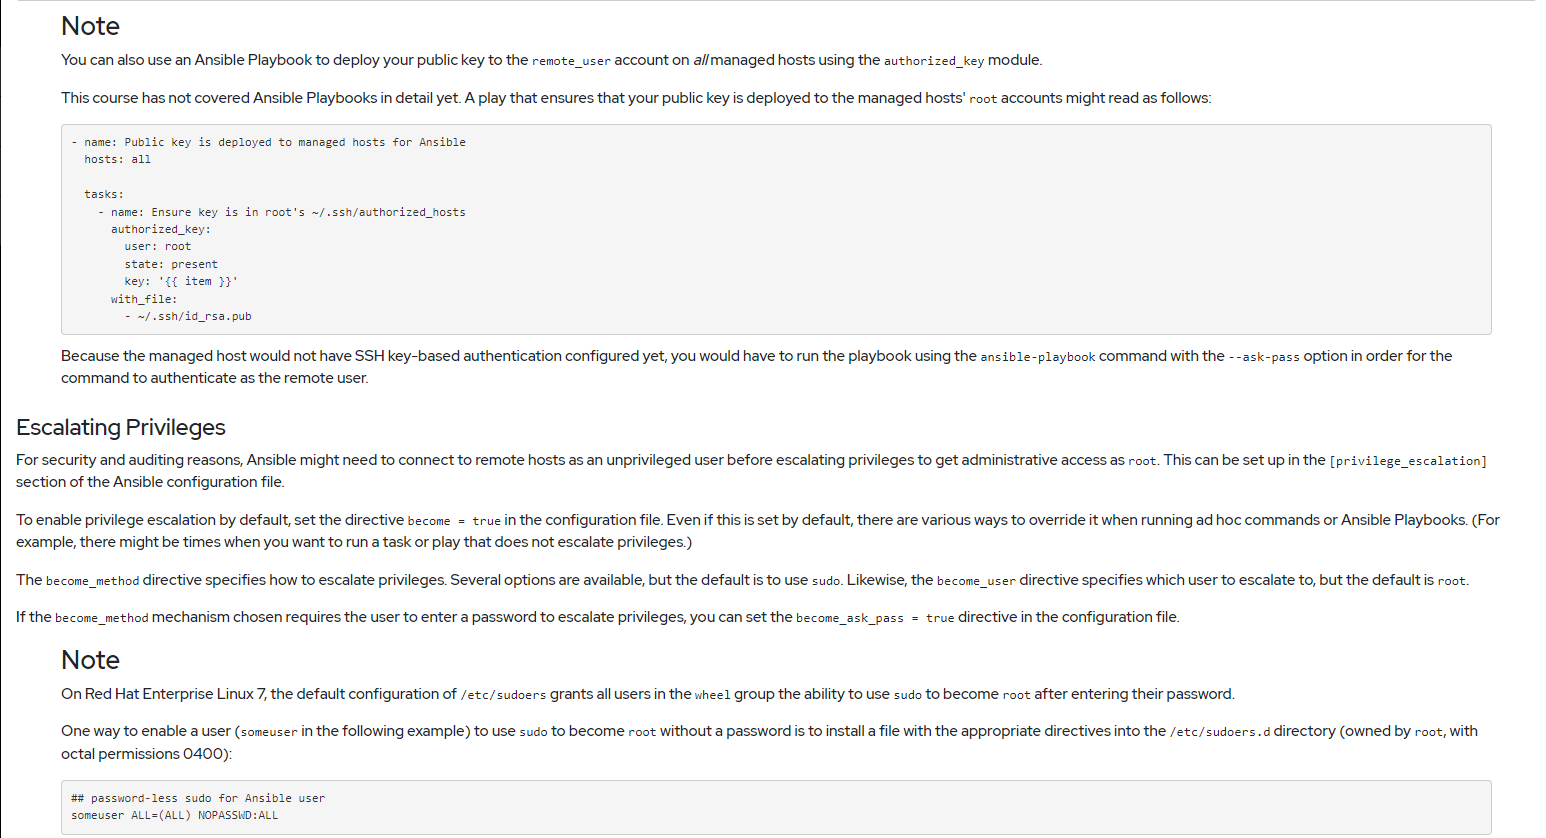 Note
You can also use an Ansible Playbook to deploy your public key to the remote_user account on all managed hosts using the authorized_key module.
This course has not covered Ansible Playbooks in detail yet. A play that ensures that your public key is deployed to the managed hosts' root accounts might read as follows:
- name: Public key is deployed to managed hosts for Ansible
  hosts: all

  tasks:
    - name: Ensure key is in root's ~/.ssh/authorized_hosts
      authorized_key:
        user: root
        state: present
        key: '{{ item }}'
      with_file:
        - ~/.ssh/id_rsa.pub
Because the managed host would not have SSH key-based authentication configured yet, you would have to run the playbook using the ansible-playbook command with the --ask-pass option in order for the
command to authenticate as the remote user.
Escalating Privileges
For security and auditing reasons, Ansible might need to connect to remote hosts as an unprivileged user before escalating privileges to get administrative access as root. This can be set up in the [privilege_escalation]
section of the Ansible configuration file.
To enable privilege escalation by default, set the directive become = true in the configuration file. Even if this is set by default, there are various ways to override it when running ad hoc commands or Ansible Playbooks. (For
example, there might be times when you want to run a task or play that does not escalate privileges.)
The become_method directive specifies how to escalate privileges. Several options are available, but the default is to use sudo. Likewise, the become_user directive specifies which user to escalate to, but the default is root.
If the become_method mechanism chosen requires the user to enter a password to escalate privileges, you can set the become_ask_pass = true directive in the configuration file.
Note
On Red Hat Enterprise Linux 7, the default configuration of /etc/sudoers grants all users in the wheel group the ability to use sudo to become root after entering their password.
One way to enable a user (someuser in the following example) to use sudo to become root without a password is to install a file with the appropriate directives into the /etc/sudoers.d directory (owned by root, with
octal permissions 0400):
## password-less sudo for Ansible user
someuser ALL=(ALL) NOPASSWD:ALL